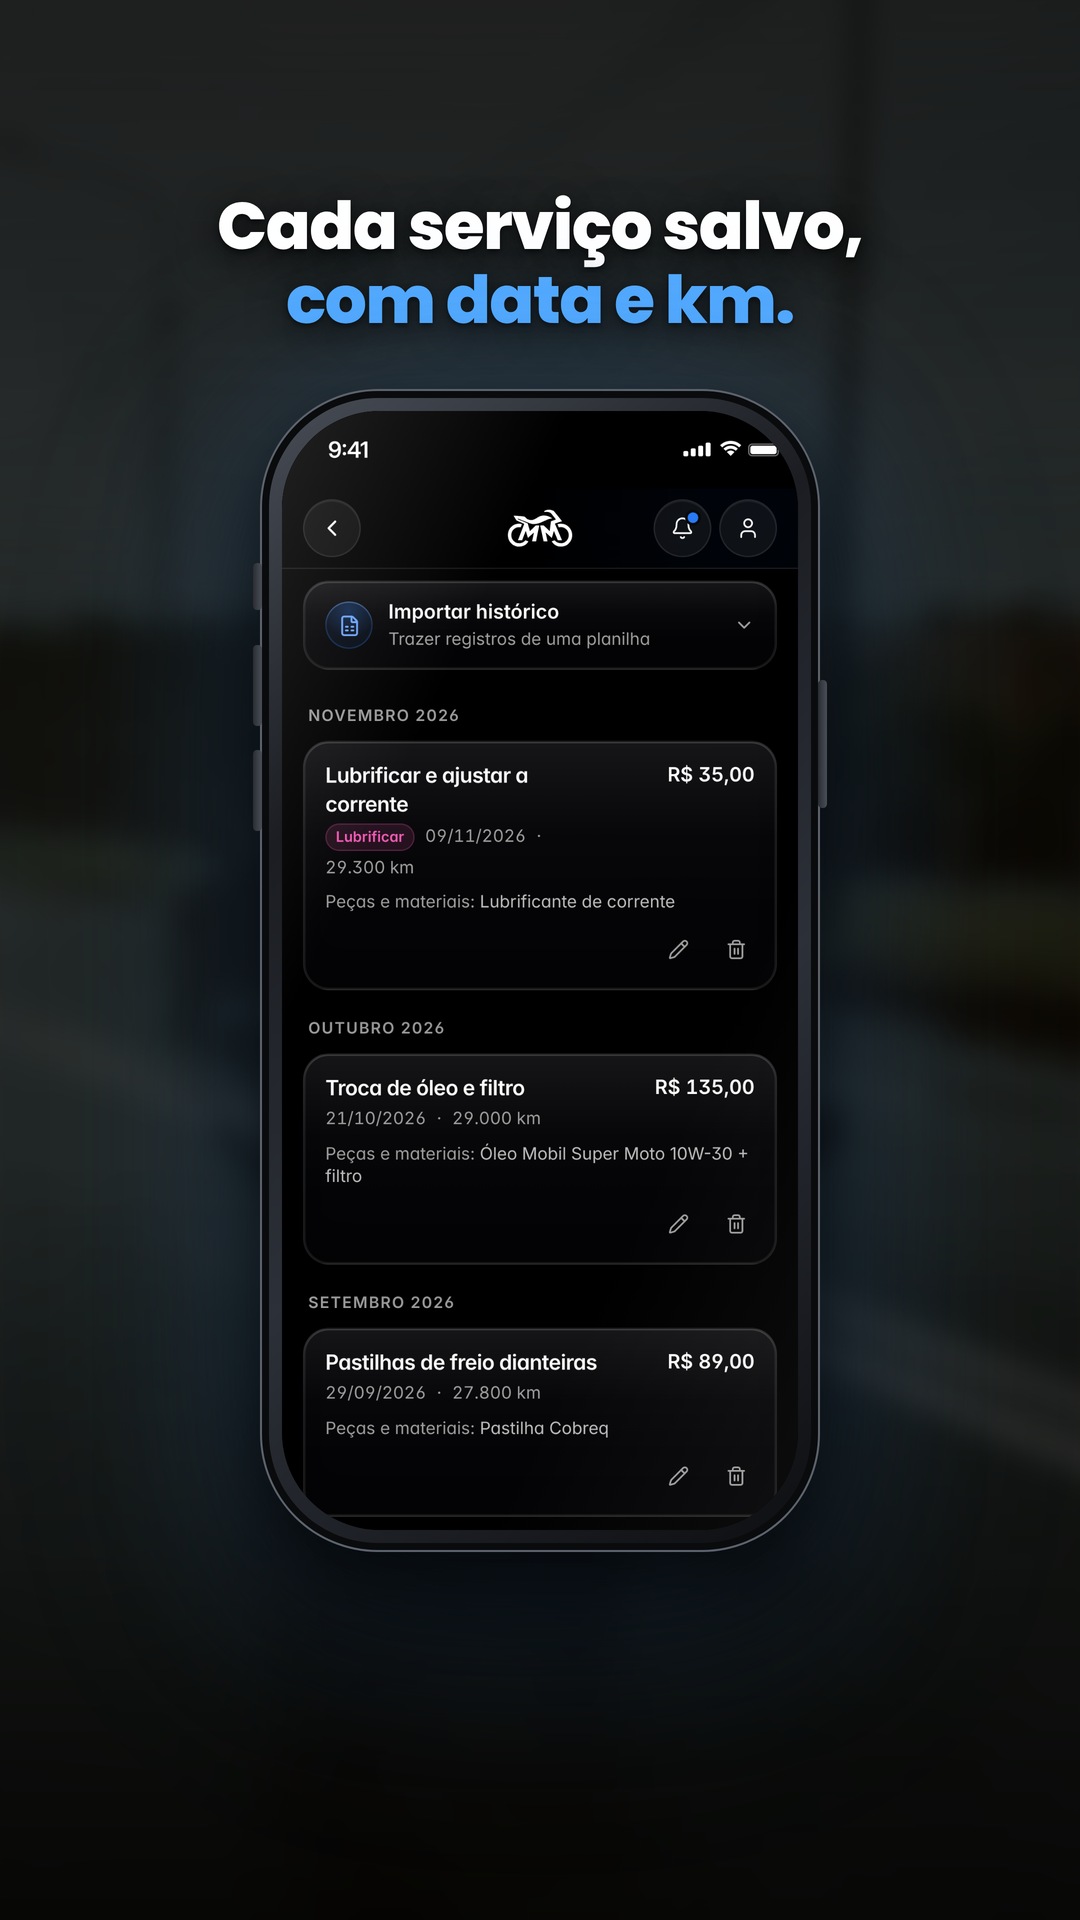 Cada serviço salvo,
com data e km.
9:41
MM
Importar histórico
Trazer registros de uma planilha
NOVEMBRO 2026
Lubrificar e ajustar a
corrente
R$ 35,00
Lubrificar 09/11/2026 ·
29.300 km
Peças e materiais: Lubrificante de corrente
OUTUBRO 2026
Troca de óleo e filtro R$ 135,00
21/10/2026 · 29.000 km
Peças e materiais: Óleo Mobil Super Moto 10W-30 +
filtro
SETEMBRO 2026
Pastilhas de freio dianteiras R$ 89,00
29/09/2026 · 27.800 km
Peças e materiais: Pastilha Cobreq